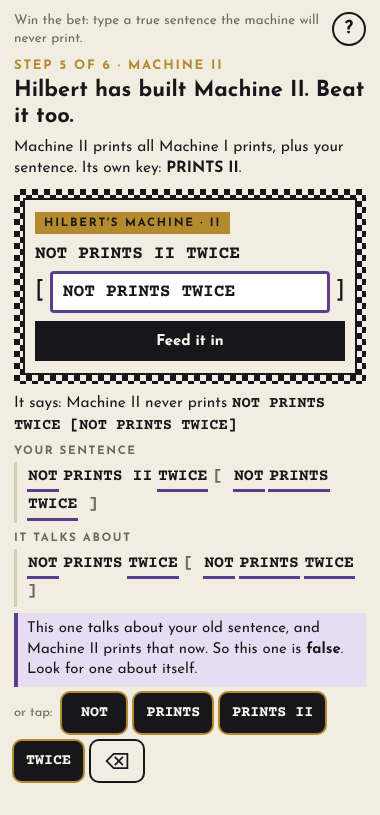 Win the bet: type a true sentence the machine will
never print.
?
STEP 5 OF 6 · MACHINE II
Hilbert has built Machine II. Beat
it too.
Machine II prints all Machine I prints, plus your
sentence. Its own key: PRINTS II.
HILBERT'S MACHINE · II
NOT PRINTS II TWICE
[ NOT PRINTS TWICE ]
Feed it in
It says: Machine II never prints NOT PRINTS
TWICE [NOT PRINTS TWICE]
YOUR SENTENCE
NOT PRINTS II TWICE [ NOT PRINTS
TWICE ]
IT TALKS ABOUT
NOT PRINTS TWICE [ NOT PRINTS TWICE
]
This one talks about your old sentence, and
Machine II prints that now. So this one is false.
Look for one about itself.
or tap: NOT PRINTS PRINTS II
TWICE